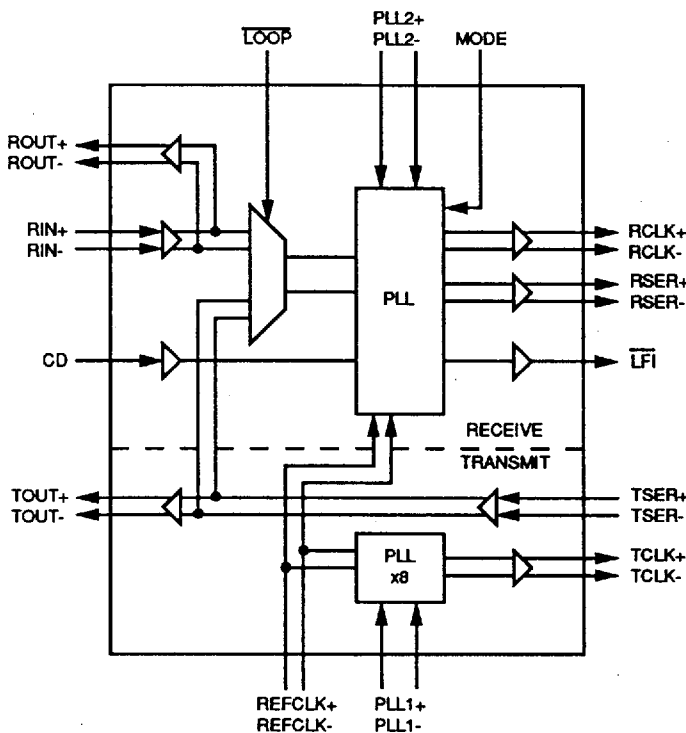 LOOP
PLL2+
PLL2-
MODE
ROUT+
ROUT-
RIN+
RIN-
CD
PLL
RCLK+
RCLK-
RSER+
RSER-
LFI
RECEIVE
TRANSMIT
TOUT+
TOUT-
TSER+
TSER-
PLL
x8
TCLK+
TCLK-
REFCLK+
REFCLK-
PLL1+
PLL1-